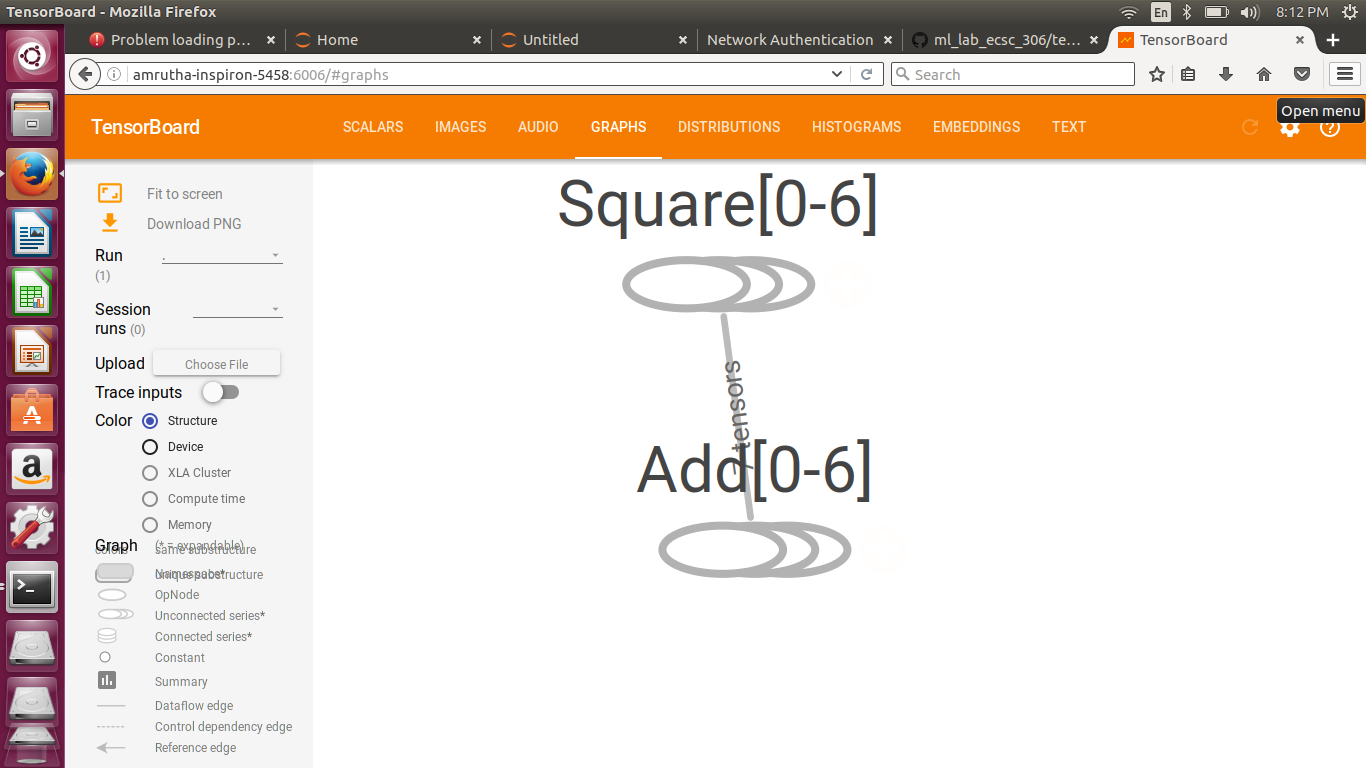 TensorBoard - Mozilla Firefox
En
8:12 PM
Problem loading p...
Home
Untitled
Network Authentication
ml_lab_ecsc_306/te...
TensorBoard
amrutha-inspiron-5458:6006/#graphs
Search
Open menu
TensorBoard
SCALARS
IMAGES
AUDIO
GRAPHS
DISTRIBUTIONS
HISTOGRAMS
EMBEDDINGS
TEXT
Fit to screen
Download PNG
Run
.
(1)
Session
runs (0)
Upload
Choose File
Trace inputs
Color
Structure
Device
XLA Cluster
Compute time
Memory
Graph
(* = expandable)
colors
same substructure
Namespace*
unique substructure
OpNode
Unconnected series*
Connected series*
Constant
Summary
Dataflow edge
Control dependency edge
Reference edge
Square[0-6]
7 tensors
Add[0-6]